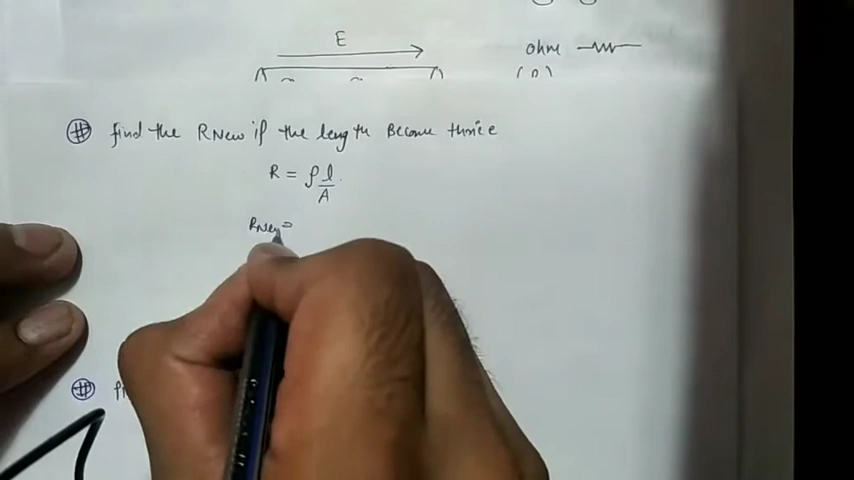 E
ohm
(Ω)
find the RNew if the length Become thrice
R = ρ l/A
RNew=